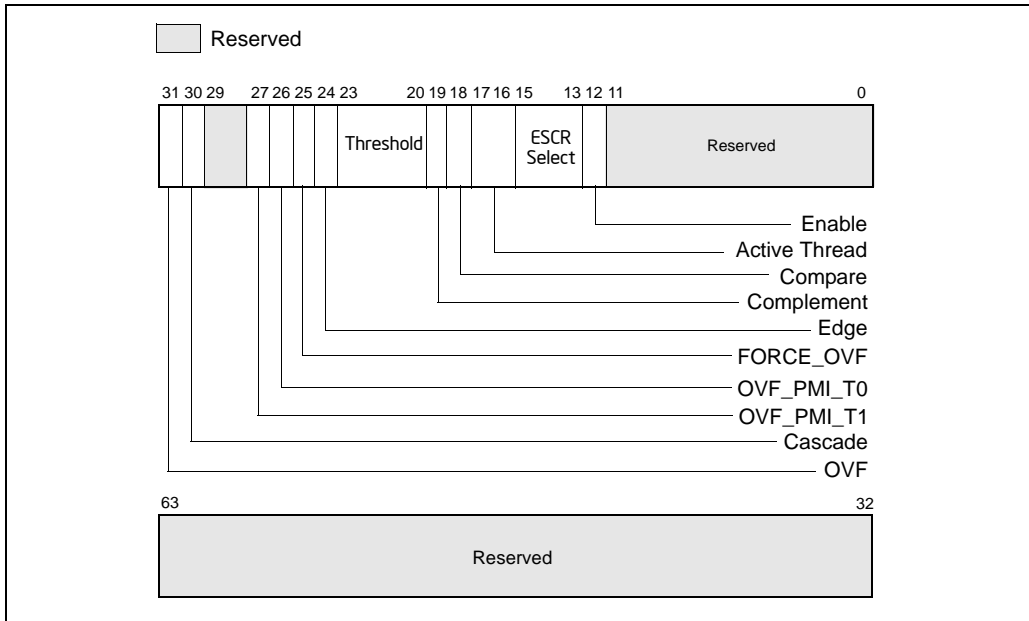 Reserved
31 30 29 27 26 25 24 23 20 19 18 17 16 15 13 12 11 0
Threshold
ESCR
Select
Reserved
Enable
Active Thread
Compare
Complement
Edge
FORCE_OVF
OVF_PMI_T0
OVF_PMI_T1
Cascade
OVF
63 32
Reserved